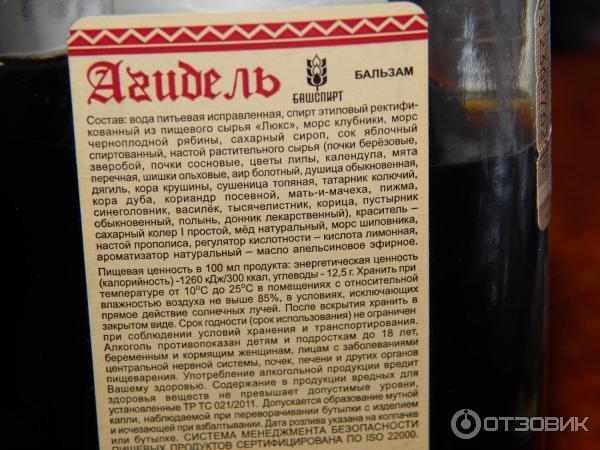 Агидель
БАШСПИРТ
БАЛЬЗАМ
Состав: вода питьевая исправленная, спирт этиловый ректифи-
кованный из пищевого сырья «Люкс», морс клубники, морс
черноплодной рябины, сахарный сироп, сок яблочный
спиртованный, настой растительного сырья (почки берёзовые,
зверобой, почки сосновые, цветы липы, календула, мята
перечная, шишки ольховые, аир болотный, душица обыкновенная,
дягиль, кора крушины, сушеница топяная, татарник колючий,
кора дуба, кориандр посевной, мать-и-мачеха, пижма,
синеголовник, василёк, тысячелистник, корица, пустырник
обыкновенный, полынь, донник лекарственный), краситель –
сахарный колер I простой, мёд натуральный, морс шиповника,
настой прополиса, регулятор кислотности – кислота лимонная,
ароматизатор натуральный – масло апельсиновое эфирное.
Пищевая ценность в 100 мл продукта: энергетическая ценность
(калорийность) -1260 кДж/300 ккал, углеводы - 12,5 г. Хранить при
температуре от 10°С до 25°С в помещениях с относительной
влажностью воздуха не выше 85%, в условиях, исключающих
прямое действие солнечных лучей. После вскрытия хранить в
закрытом виде. Срок годности (срок использования) не ограничен
при соблюдении условий хранения и транспортирования.
Алкоголь противопоказан детям и подросткам до 18 лет,
беременным и кормящим женщинам, лицам с заболеваниями
центральной нервной системы, почек, печени и других органов
пищеварения. Употребление алкогольной продукции вредит
Вашему здоровью. Содержание в продукции вредных для
здоровья веществ не превышает допустимые уровни,
установленные ТР ТС 021/2011. Допускается образование мутной
капли, наблюдаемой при переворачивании бутылки с изделием
и исчезающей при взбалтывании. Дата розлива указана на колпачке
или бутылке. СИСТЕМА МЕНЕДЖМЕНТА БЕЗОПАСНОСТИ
ПИЩЕВЫХ ПРОДУКТОВ СЕРТИФИЦИРОВАНА ПО ISO 22000.
ОТЗОВИК